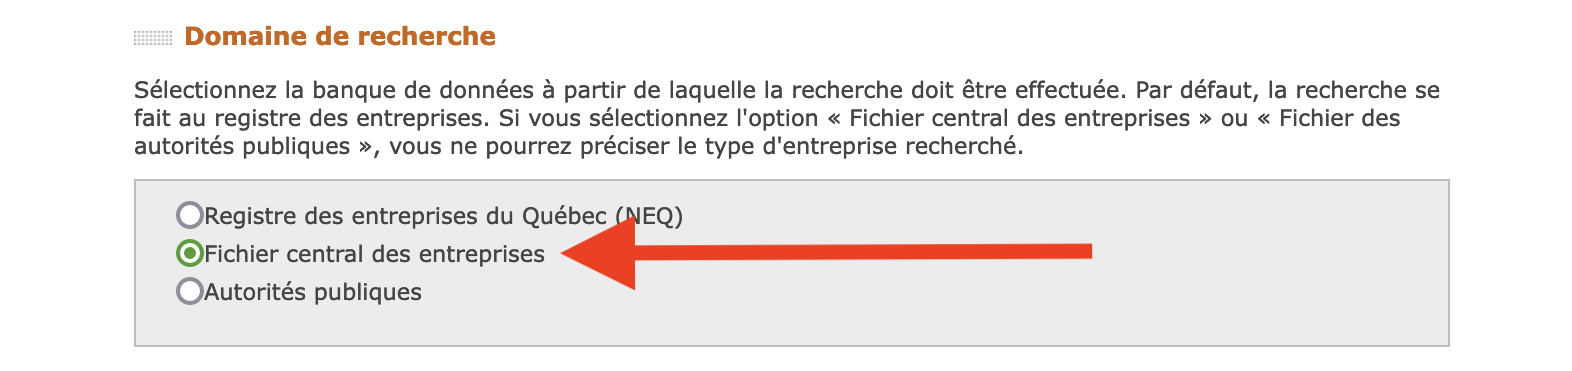 Domaine de recherche
Sélectionnez la banque de données à partir de laquelle la recherche doit être effectuée. Par défaut, la recherche se
fait au registre des entreprises. Si vous sélectionnez l'option « Fichier central des entreprises » ou « Fichier des
autorités publiques », vous ne pourrez préciser le type d'entreprise recherché.
Registre des entreprises du Québec (NEQ)
Fichier central des entreprises
Autorités publiques